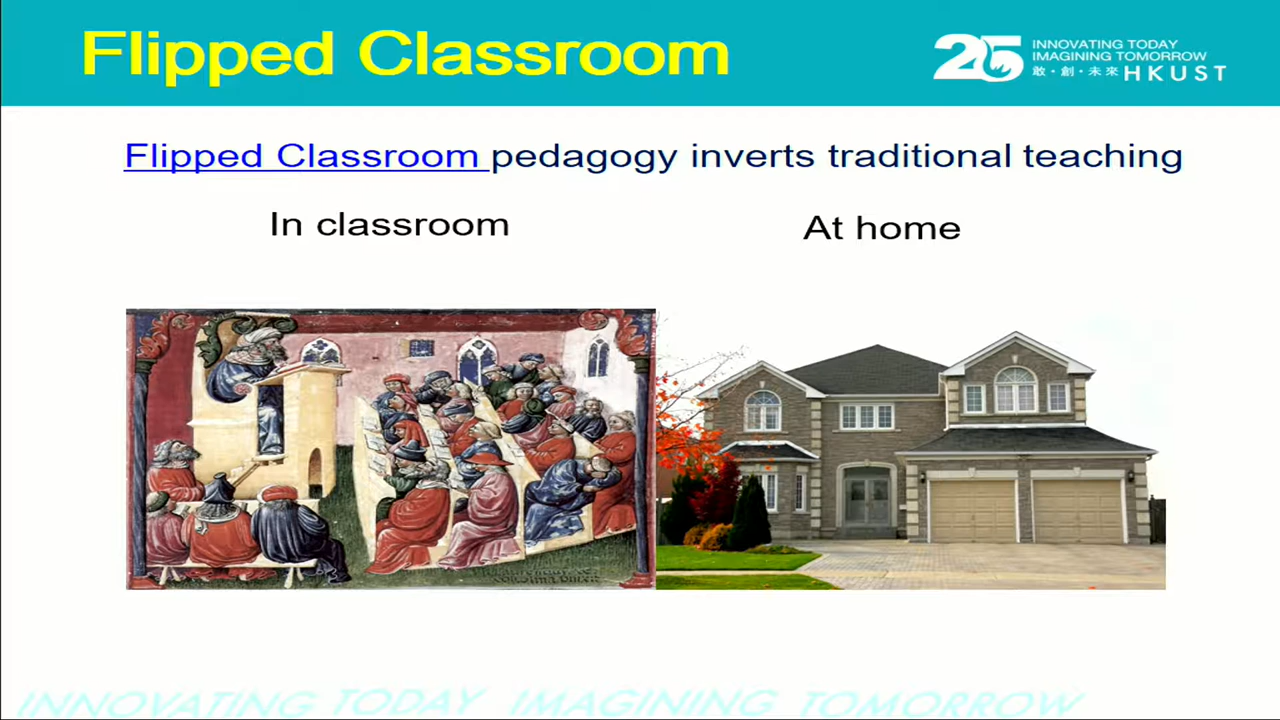 Flipped Classroom
25
INNOVATING TODAY
IMAGINING TOMORROW
敢·創·未來 HKUST
Flipped Classroom pedagogy inverts traditional teaching
In classroom
At home
INNOVATING TODAY IMAGINING TOMORROW